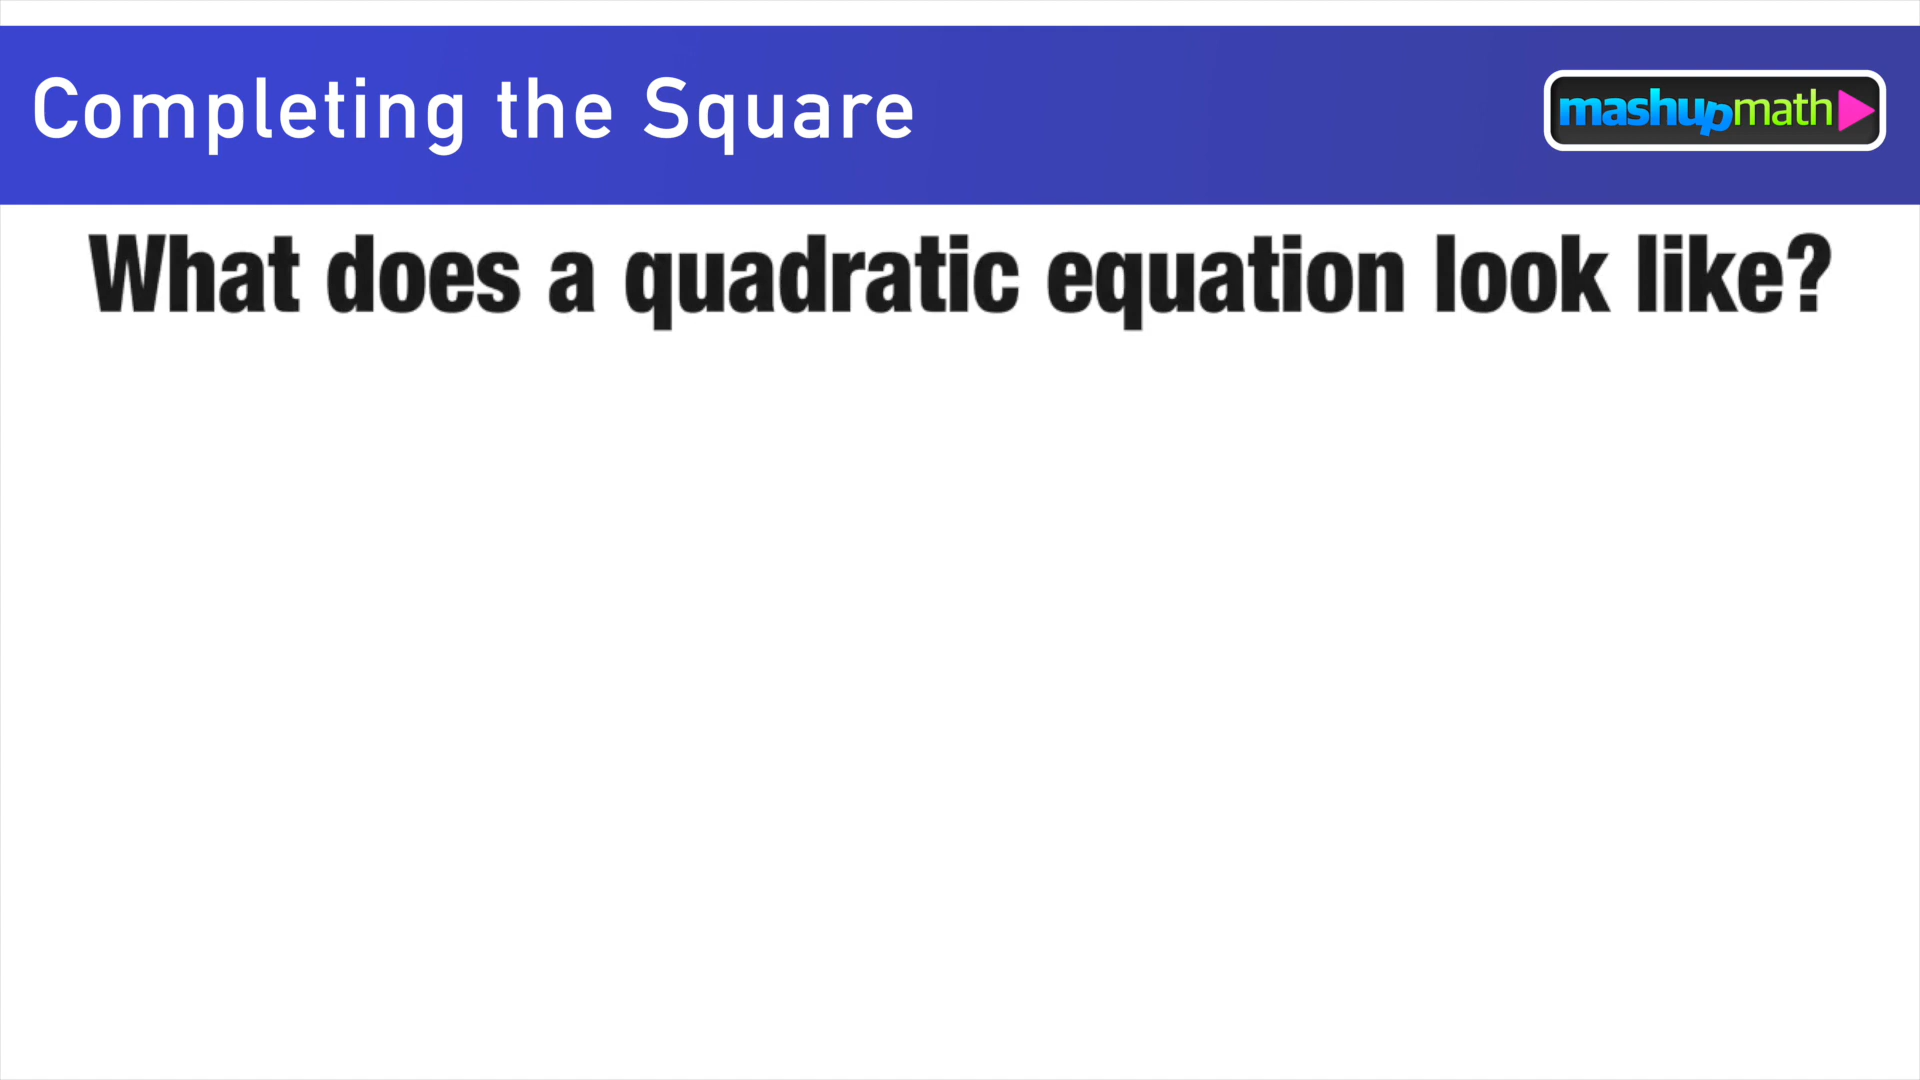 Completing the Square
mashupmath
What does a quadratic equation look like?